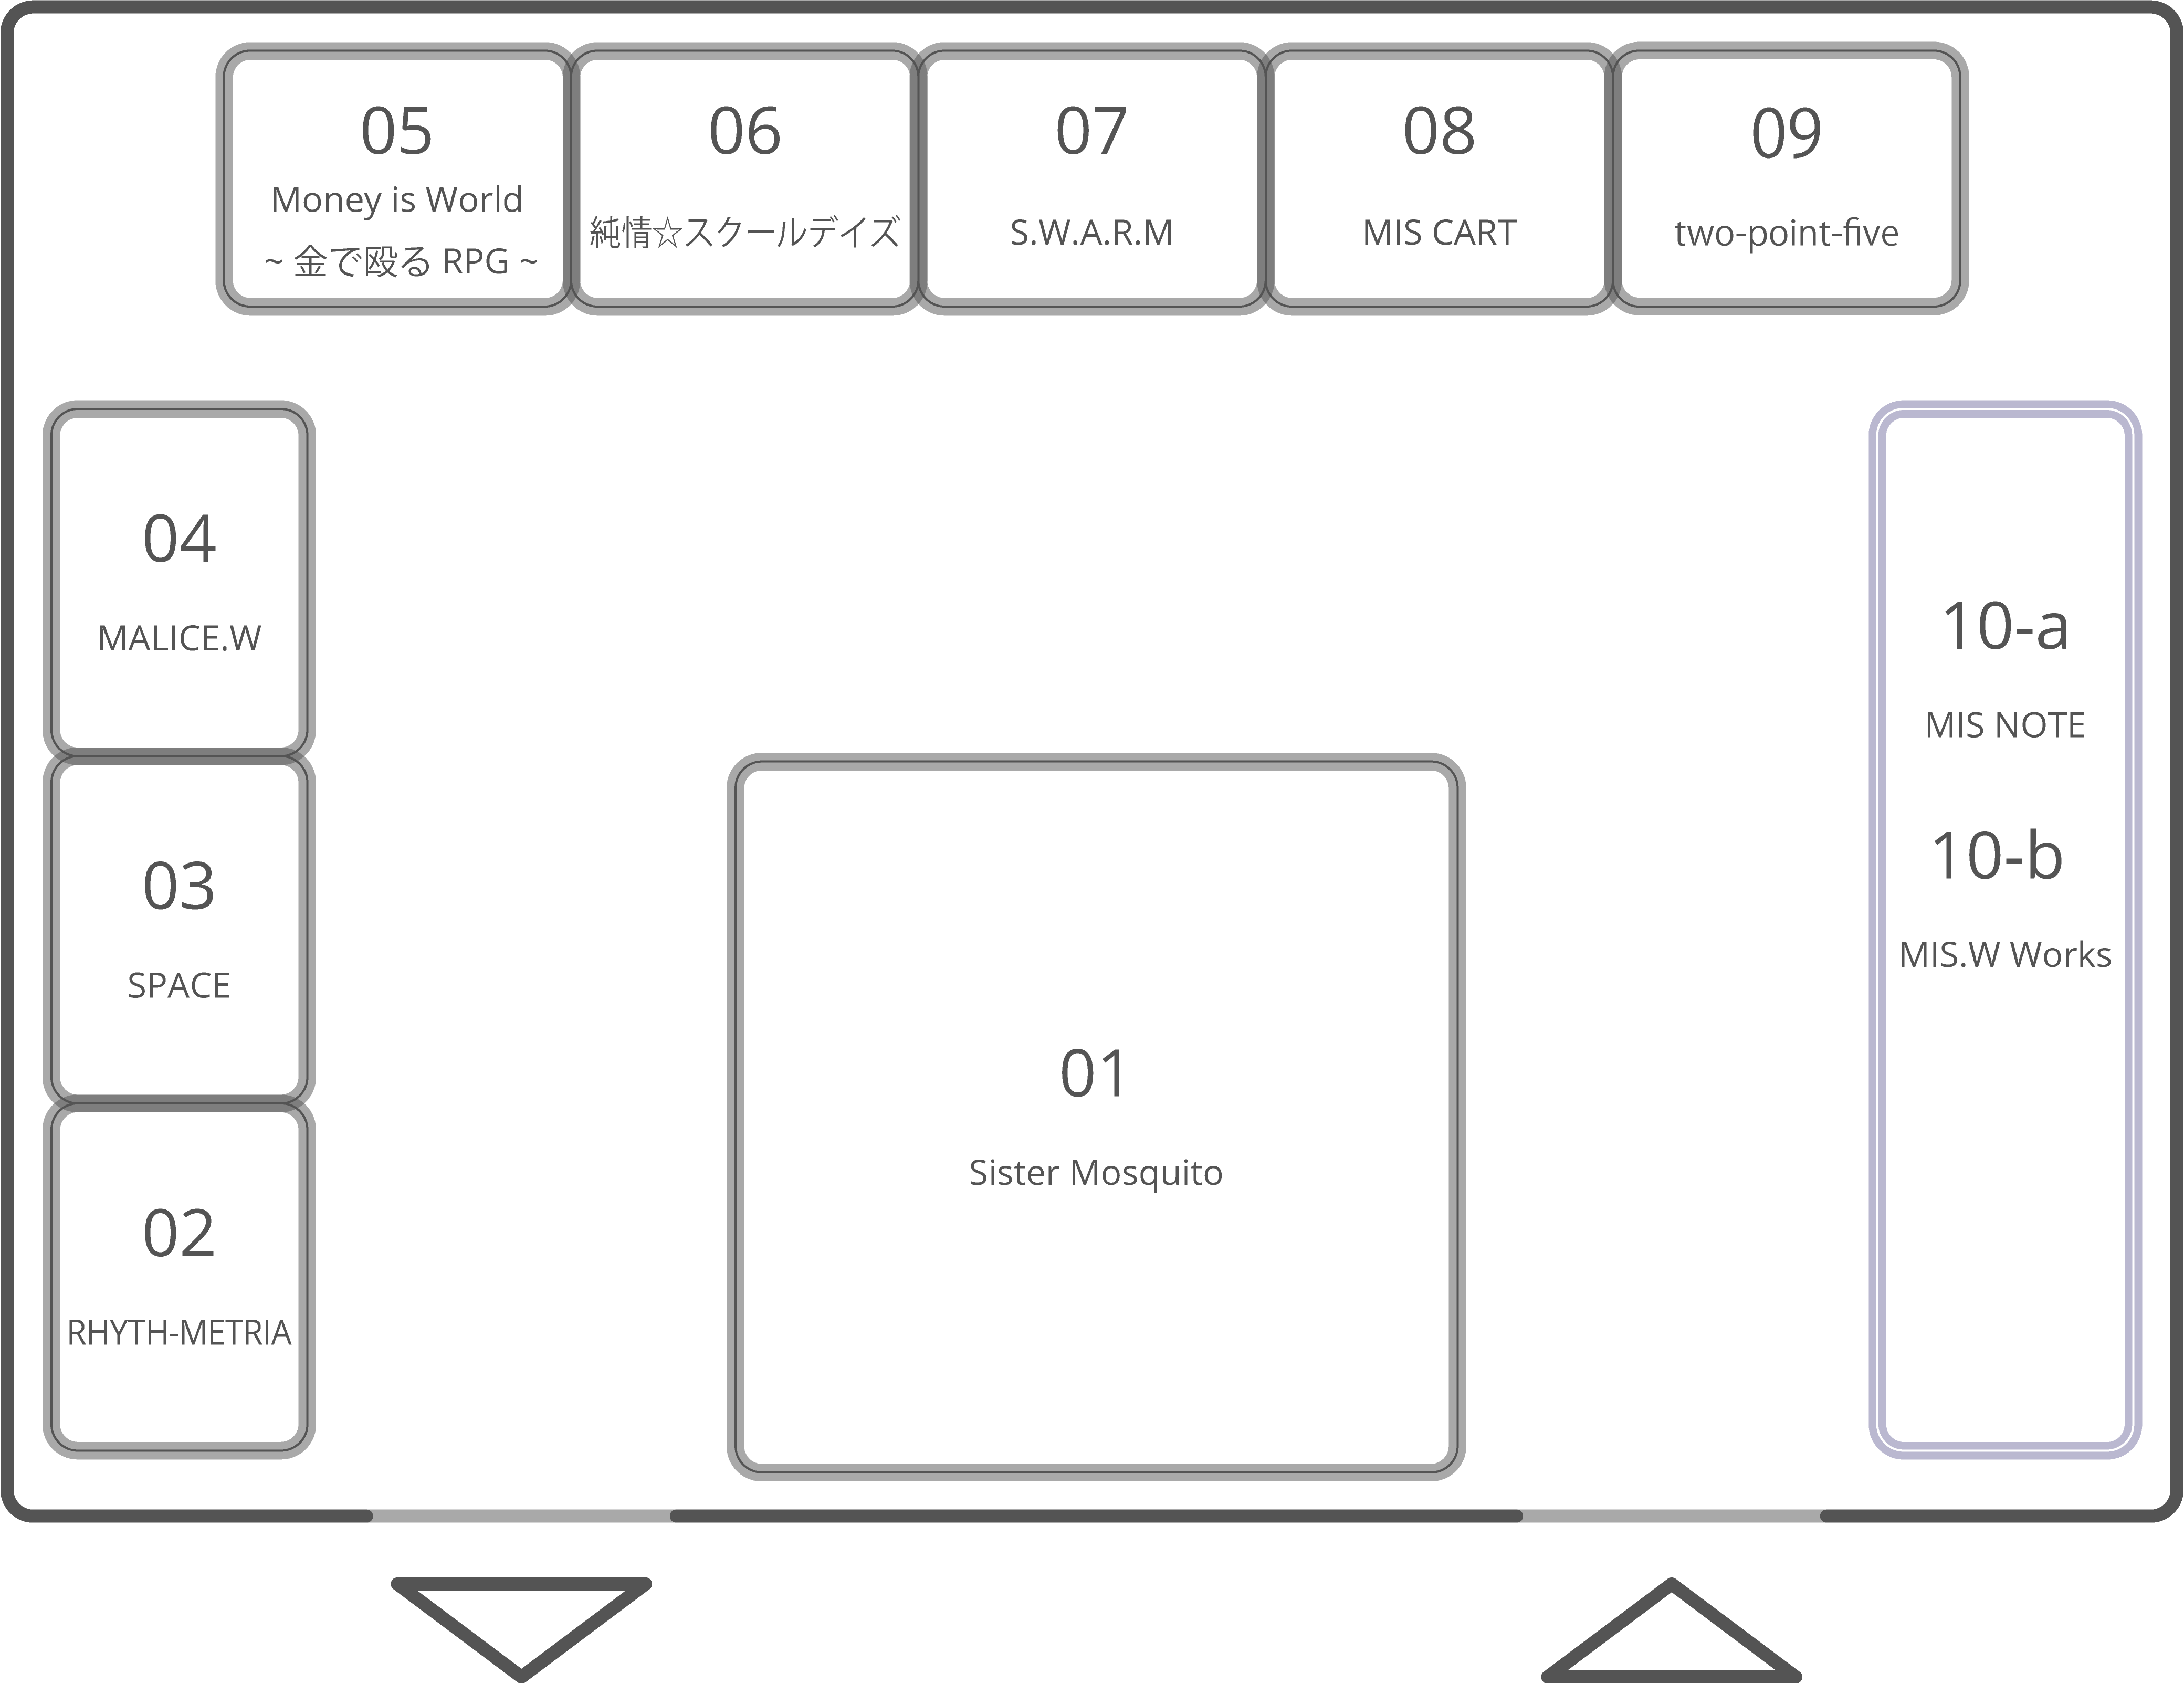 05
Money is World
~ 金で殴る RPG ~
06
純情☆スクールデイズ
07
S.W.A.R.M
08
MIS CART
09
two-point-five
04
MALICE.W
03
SPACE
02
RHYTH-METRIA
01
Sister Mosquito
10-a
MIS NOTE
10-b
MIS.W Works